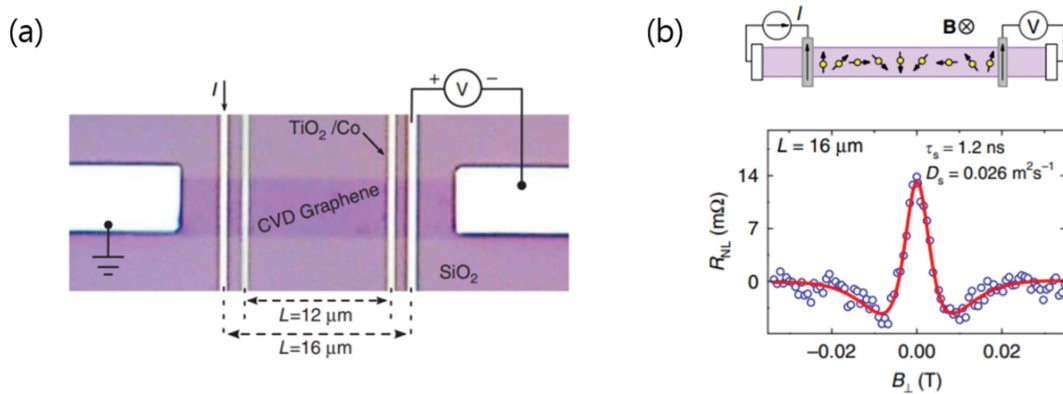 (a)
I
+ V −
TiO₂ /Co
CVD Graphene
SiO₂
L=12 μm
L=16 μm
(b)
I
B⊗
V
L = 16 μm
τₛ = 1.2 ns
Dₛ = 0.026 m²s⁻¹
14
7
0
R_NL (mΩ)
−0.02
0.00
0.02
B⊥ (T)